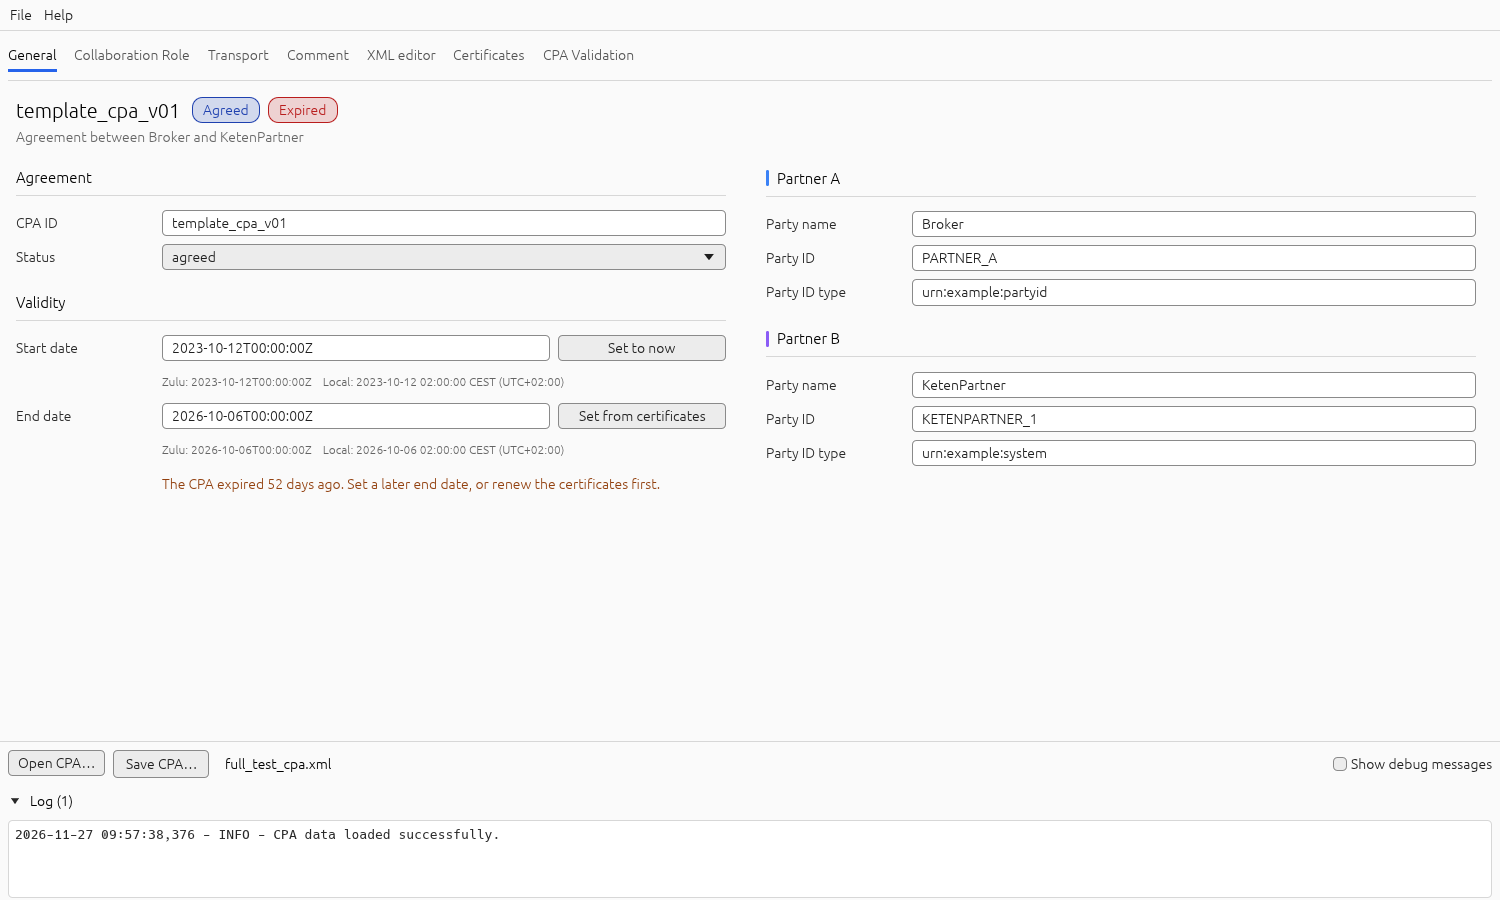 File Help
General Collaboration Role Transport Comment XML editor Certificates CPA Validation
template_cpa_v01 Agreed Expired
Agreement between Broker and KetenPartner
Agreement
CPA ID template_cpa_v01
Status agreed
Validity
Start date 2023-10-12T00:00:00Z Set to now
Zulu: 2023-10-12T00:00:00Z Local: 2023-10-12 02:00:00 CEST (UTC+02:00)
End date 2026-10-06T00:00:00Z Set from certificates
Zulu: 2026-10-06T00:00:00Z Local: 2026-10-06 02:00:00 CEST (UTC+02:00)
The CPA expired 52 days ago. Set a later end date, or renew the certificates first.
Partner A
Party name Broker
Party ID PARTNER_A
Party ID type urn:example:partyid
Partner B
Party name KetenPartner
Party ID KETENPARTNER_1
Party ID type urn:example:system
Open CPA... Save CPA... full_test_cpa.xml Show debug messages
Log (1)
2026-11-27 09:57:38,376 - INFO - CPA data loaded successfully.